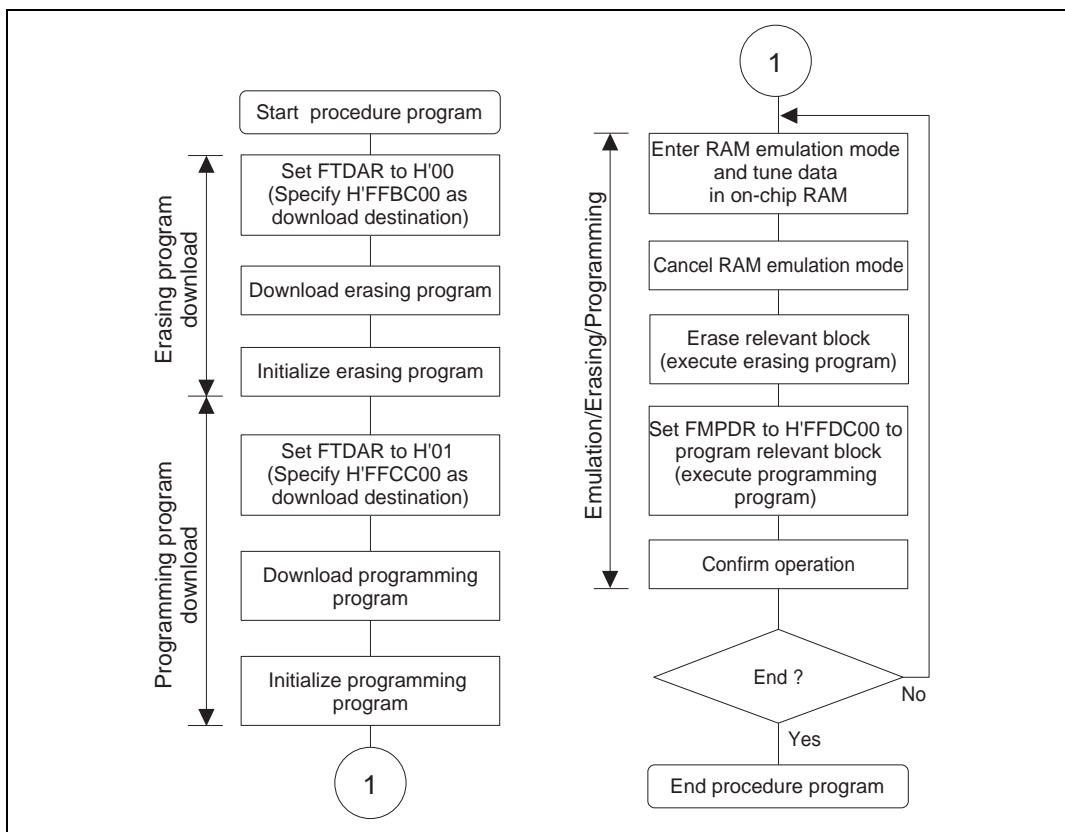 Start procedure program
Erasing program
download
Set FTDAR to H'00
(Specify H'FFBC00 as
download destination)
Download erasing program
Initialize erasing program
Programming program
download
Set FTDAR to H'01
(Specify H'FFCC00 as
download destination)
Download programming
program
Initialize programming
program
1
1
Emulation/Erasing/Programming
Enter RAM emulation mode
and tune data
in on-chip RAM
Cancel RAM emulation mode
Erase relevant block
(execute erasing program)
Set FMPDR to H'FFDC00 to
program relevant block
(execute programming
program)
Confirm operation
End ?
No
Yes
End procedure program